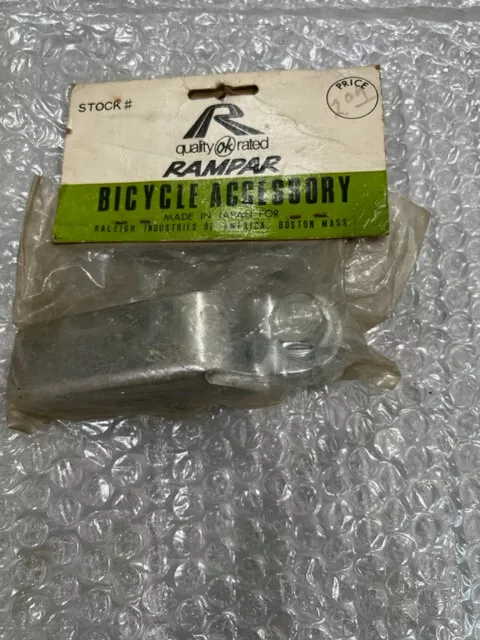 STOCK #
PRICE
R
quality ok rated
RAMPAR
BICYCLE ACCESSORY
MADE IN JAPAN FOR
RALEIGH INDUSTRIES OF AMERICA, BOSTON MASS.